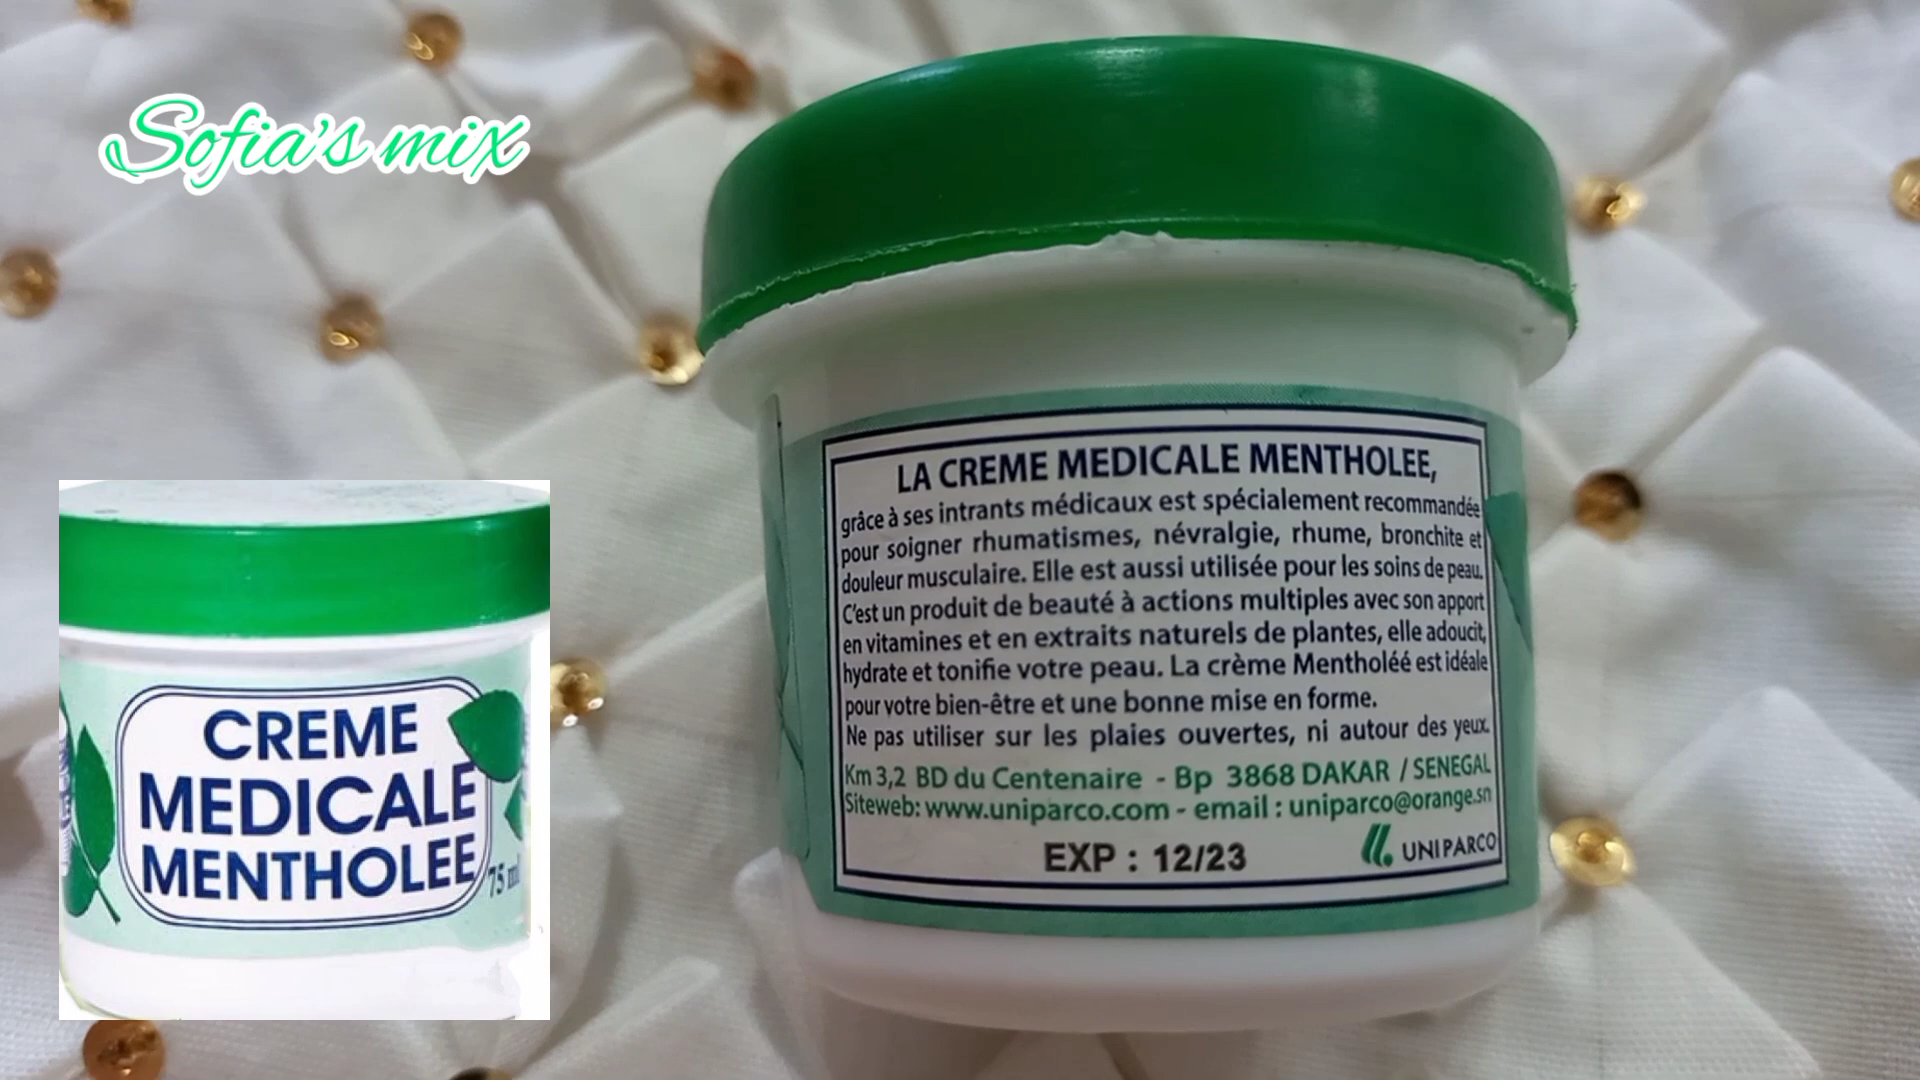 Sofia's mix
CREME
MEDICALE
MENTHOLEE
75 ml
LA CREME MEDICALE MENTHOLEE,
grâce à ses intrants médicaux est spécialement recommandée
pour soigner rhumatismes, névralgie, rhume, bronchite et
douleur musculaire. Elle est aussi utilisée pour les soins de peau.
C'est un produit de beauté à actions multiples avec son apport
en vitamines et en extraits naturels de plantes, elle adoucit,
hydrate et tonifie votre peau. La crème Mentholéé est idéale
pour votre bien-être et une bonne mise en forme.
Ne pas utiliser sur les plaies ouvertes, ni autour des yeux.
Km 3,2 BD du Centenaire - Bp 3868 DAKAR / SENEGAL
Siteweb: www.uniparco.com - email : uniparco@orange.sn
EXP : 12/23
UNIPARCO